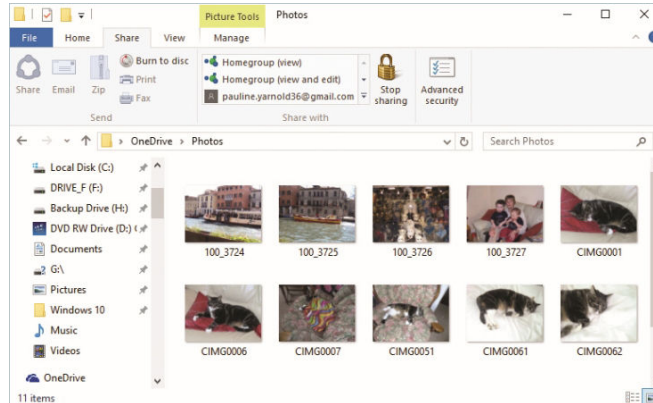 Picture Tools Photos
File Home Share View Manage
Share
Email
Zip
Burn to disc
Print
Fax
Send
Homegroup (view)
Homegroup (view and edit)
pauline.yarnold36@gmail.com
Share with
Stop
sharing
Advanced
security
OneDrive › Photos
Search Photos
Local Disk (C:)
DRIVE_F (F:)
Backup Drive (H:)
DVD RW Drive (D:) (
Documents
G:\
Pictures
Windows 10
Music
Videos
OneDrive
100_3724 100_3725 100_3726 100_3727 CIMG0001
CIMG0006 CIMG0007 CIMG0051 CIMG0061 CIMG0062
11 items